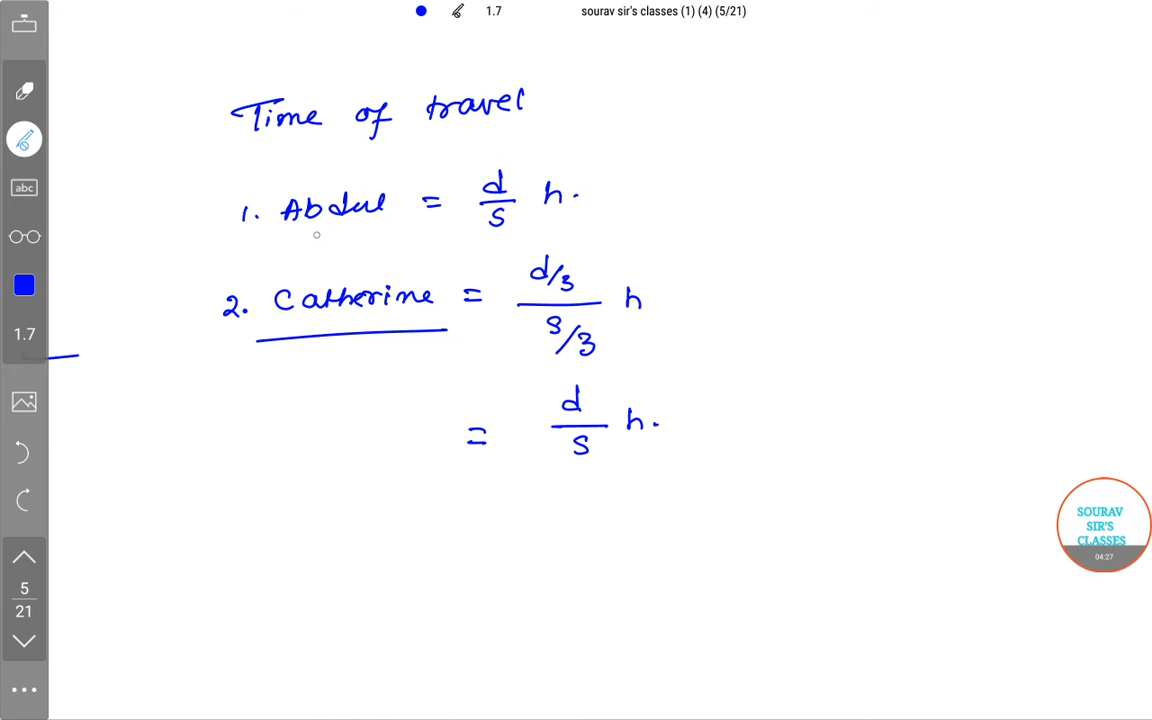 1.7 sourav sir's classes (1) (4) (5/21)
abc
1.7
5
21
Time of travel
1. Abdul = d/s h.
2. Catherine = d/3 / s/3 h
= d/s h.
SOURAV
SIR'S
CLASSES
04:27